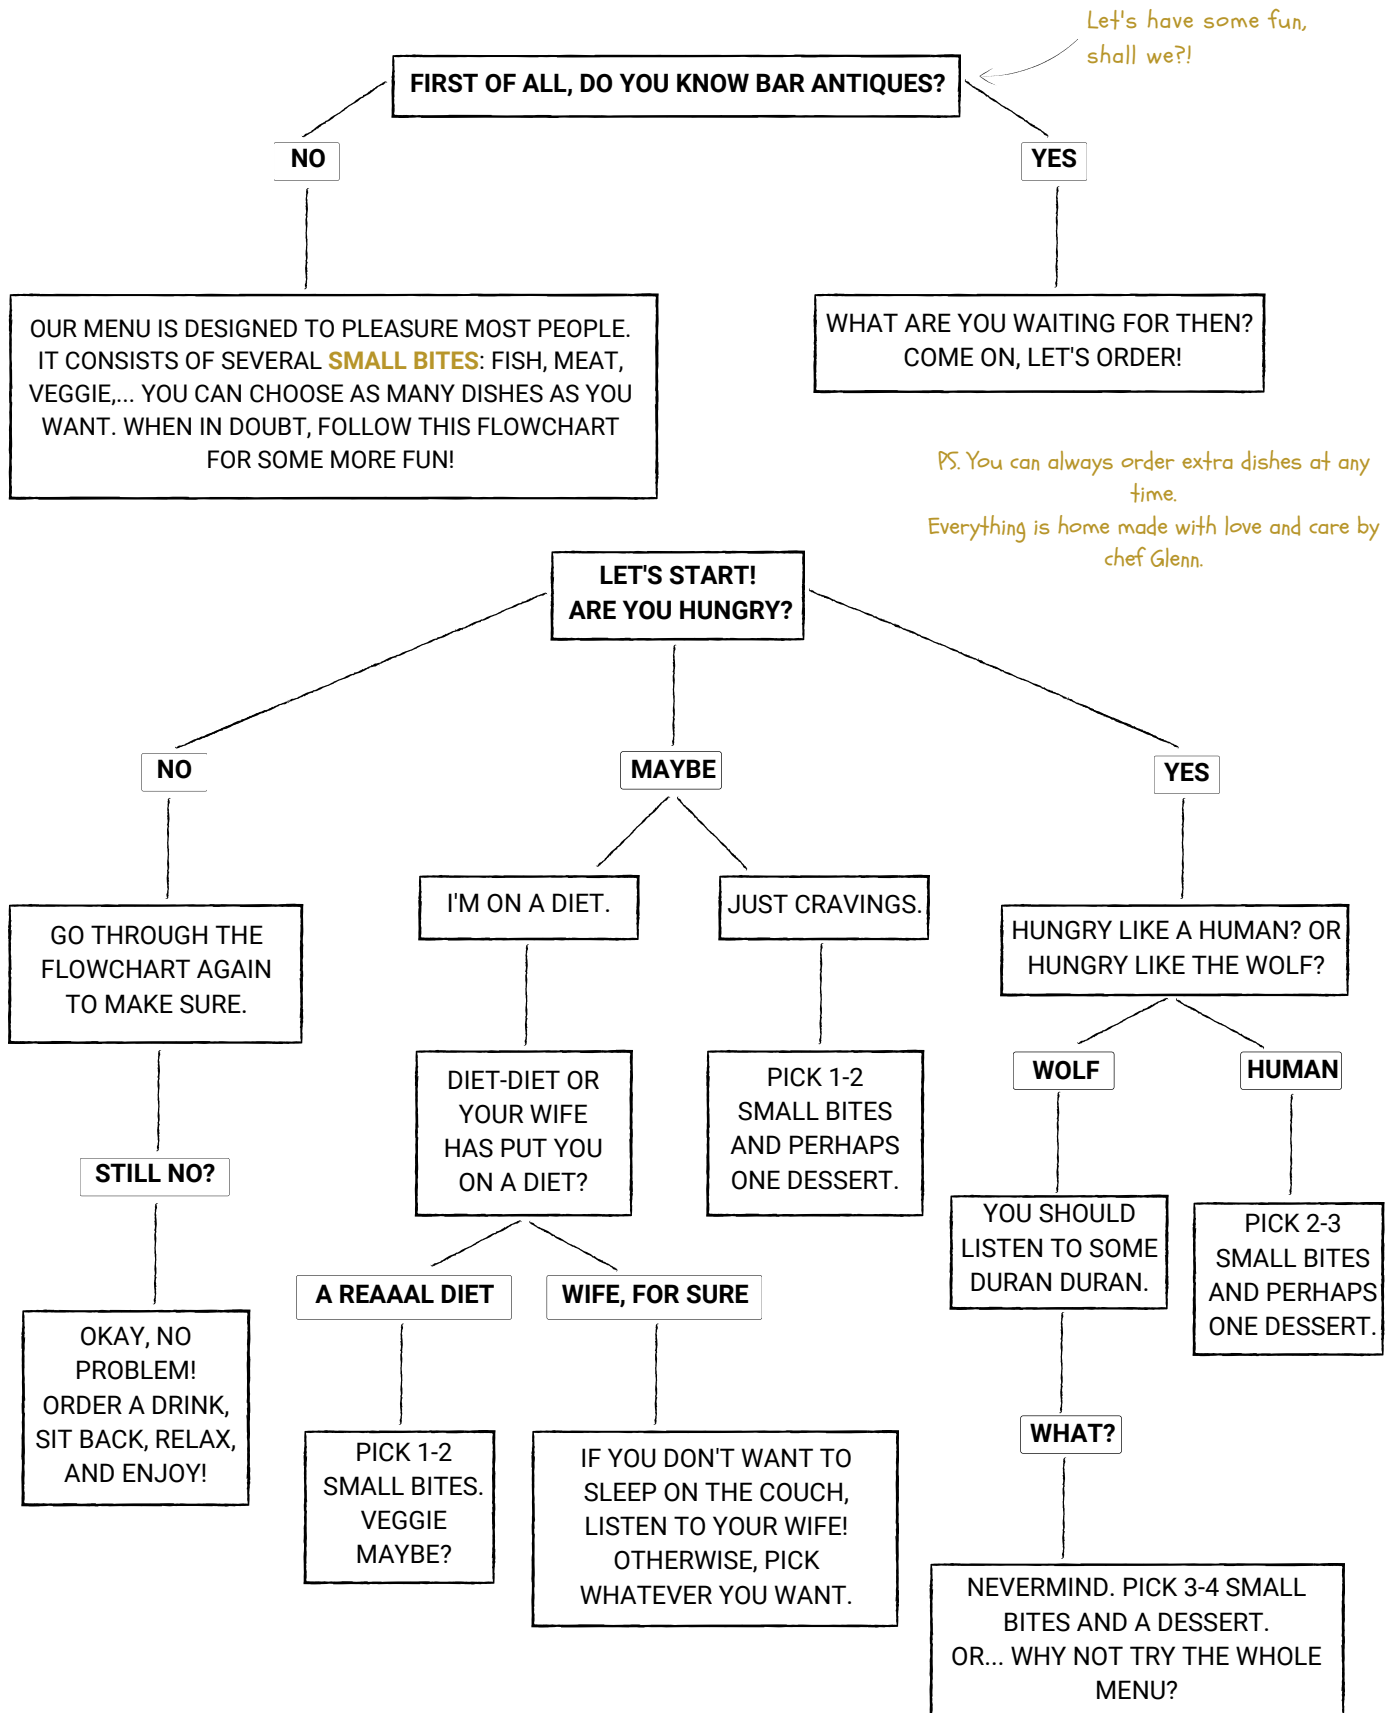 Let's have some fun,
shall we?!
FIRST OF ALL, DO YOU KNOW BAR ANTIQUES?
NO
YES
OUR MENU IS DESIGNED TO PLEASURE MOST PEOPLE.
IT CONSISTS OF SEVERAL SMALL BITES: FISH, MEAT,
VEGGIE,... YOU CAN CHOOSE AS MANY DISHES AS YOU
WANT. WHEN IN DOUBT, FOLLOW THIS FLOWCHART
FOR SOME MORE FUN!
WHAT ARE YOU WAITING FOR THEN?
COME ON, LET'S ORDER!
PS. You can always order extra dishes at any
time.
Everything is home made with love and care by
chef Glenn.
LET'S START!
ARE YOU HUNGRY?
NO
MAYBE
YES
GO THROUGH THE
FLOWCHART AGAIN
TO MAKE SURE.
STILL NO?
OKAY, NO
PROBLEM!
ORDER A DRINK,
SIT BACK, RELAX,
AND ENJOY!
I'M ON A DIET.
JUST CRAVINGS.
DIET-DIET OR
YOUR WIFE
HAS PUT YOU
ON A DIET?
PICK 1-2
SMALL BITES
AND PERHAPS
ONE DESSERT.
A REAAAL DIET
WIFE, FOR SURE
PICK 1-2
SMALL BITES.
VEGGIE
MAYBE?
IF YOU DON'T WANT TO
SLEEP ON THE COUCH,
LISTEN TO YOUR WIFE!
OTHERWISE, PICK
WHATEVER YOU WANT.
HUNGRY LIKE A HUMAN? OR
HUNGRY LIKE THE WOLF?
WOLF
HUMAN
YOU SHOULD
LISTEN TO SOME
DURAN DURAN.
PICK 2-3
SMALL BITES
AND PERHAPS
ONE DESSERT.
WHAT?
NEVERMIND. PICK 3-4 SMALL
BITES AND A DESSERT.
OR... WHY NOT TRY THE WHOLE
MENU?